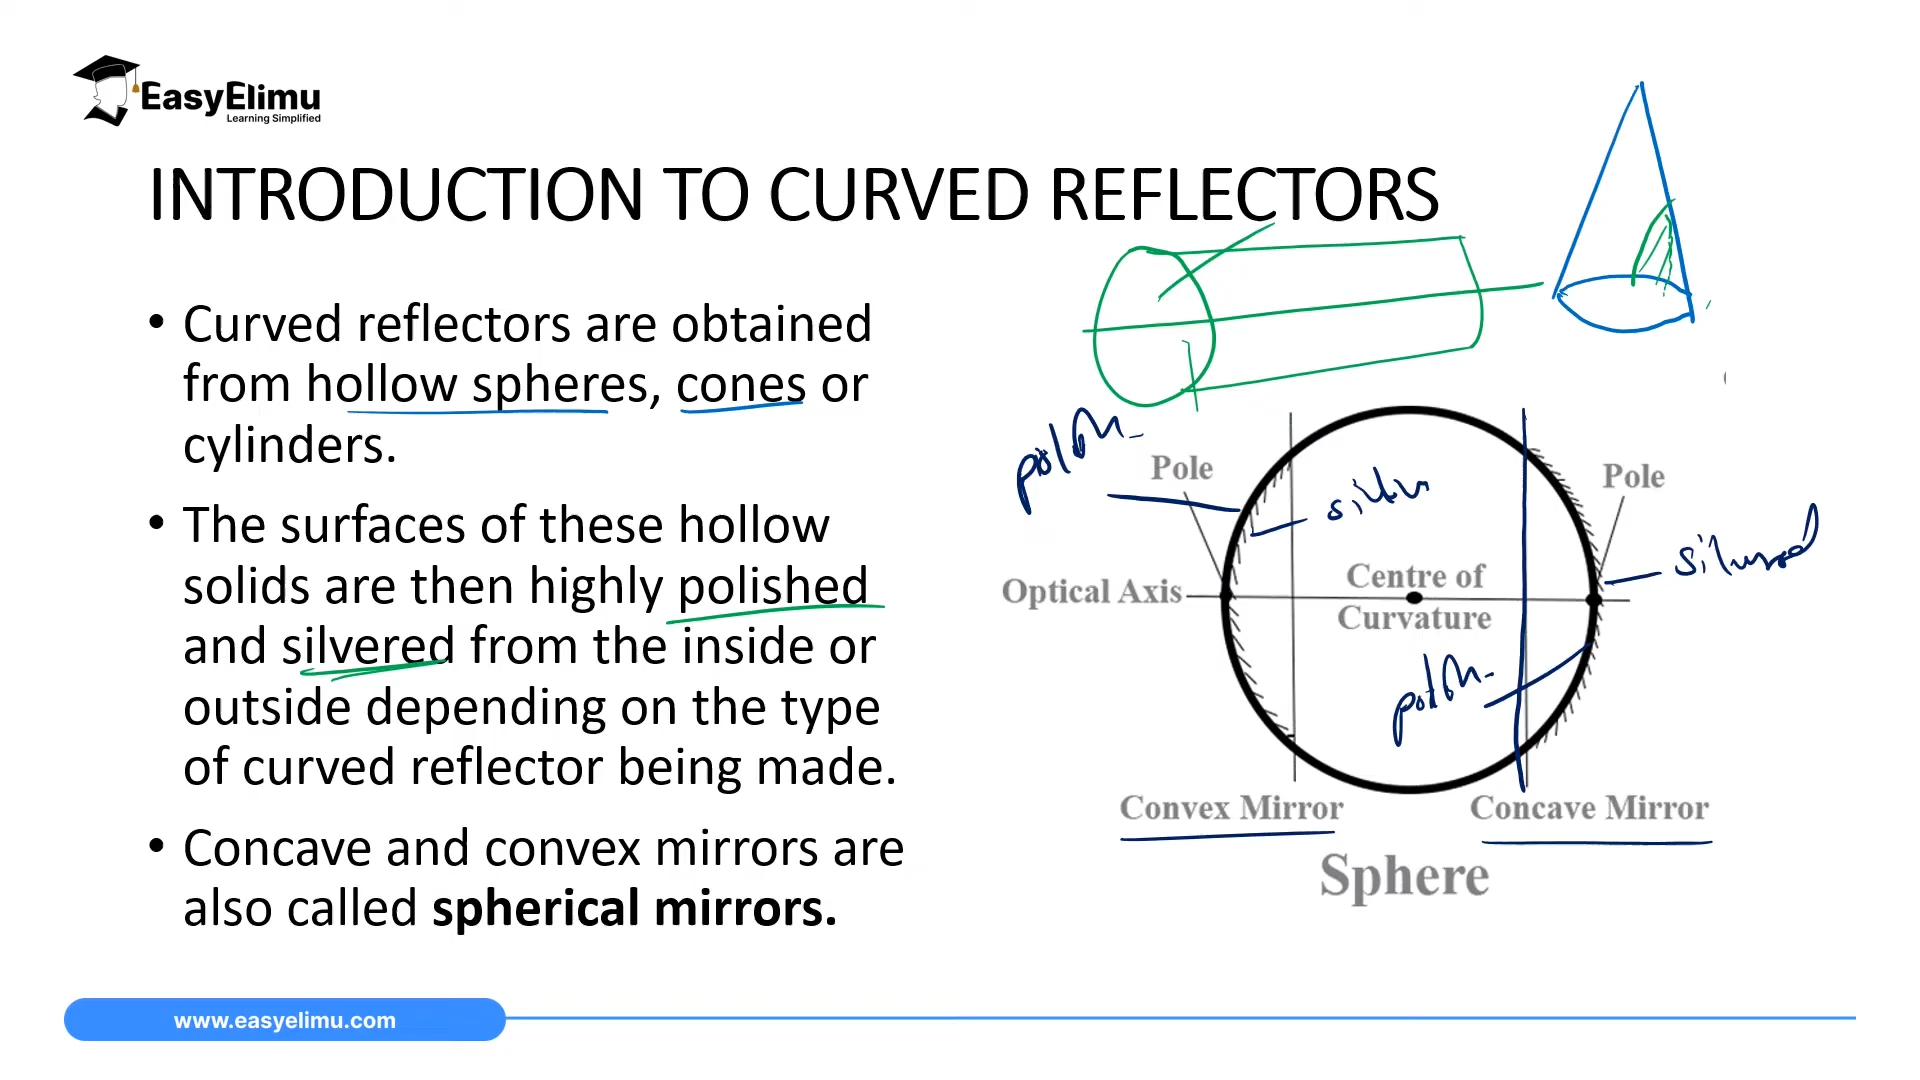 EasyElimu
Learning Simplified
INTRODUCTION TO CURVED REFLECTORS
• Curved reflectors are obtained
from hollow spheres, cones or
cylinders.
• The surfaces of these hollow
solids are then highly polished
and silvered from the inside or
outside depending on the type
of curved reflector being made.
• Concave and convex mirrors are
also called spherical mirrors.
Pole
Pole
silvered
Optical Axis
Centre of
Curvature
Convex Mirror
Concave Mirror
Sphere
www.easyelimu.com